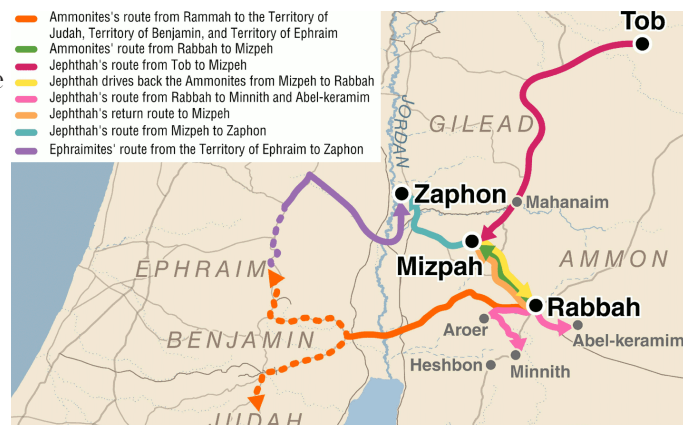 Ammonites's route from Rammah to the Territory of
Judah, Territory of Benjamin, and Territory of Ephraim
Ammonites' route from Rabbah to Mizpeh
Jephthah's route from Tob to Mizpeh
Jephthah drives back the Ammonites from Mizpeh to Rabbah
Jephthah's route from Rabbah to Minnith and Abel-keramim
Jephthah's return route to Mizpeh
Jephthah's route from Mizpeh to Zaphon
Ephraimites' route from the Territory of Ephraim to Zaphon
Tob
JORDAN
GILEAD
Zaphon
Mahanaim
Mizpah
AMMON
EPHRAIM
Rabbah
BENJAMIN
Aroer
Abel-keramim
Heshbon
Minnith
JUDAH